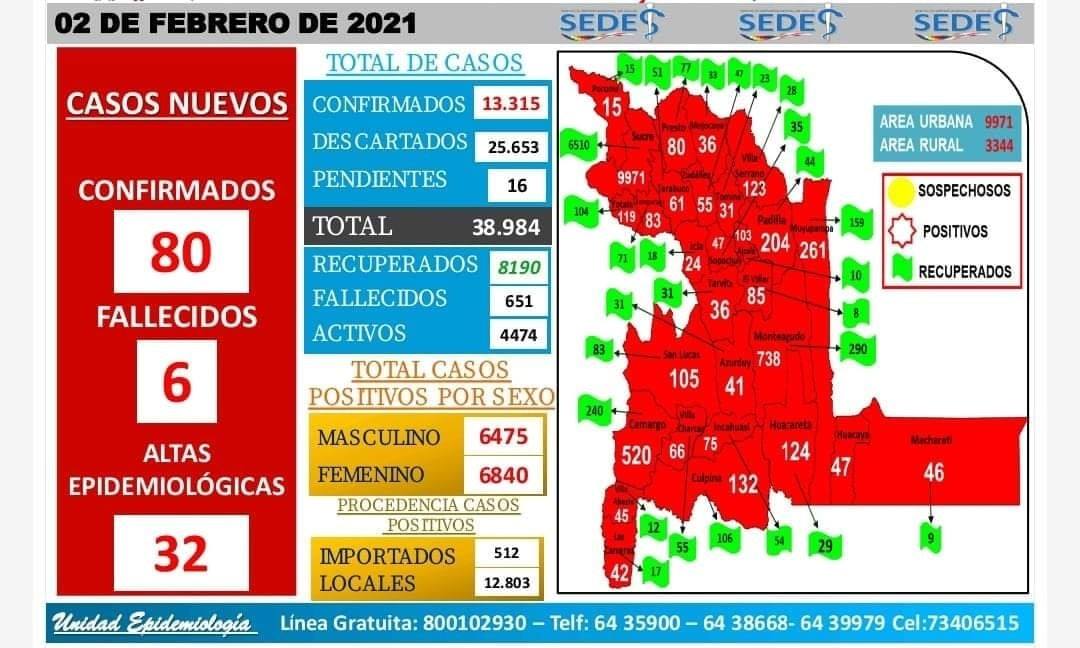 02 DE FEBRERO DE 2021
SEDES SEDES SEDES
CASOS NUEVOS
CONFIRMADOS
80
FALLECIDOS
6
ALTAS
EPIDEMIOLÓGICAS
32
TOTAL DE CASOS
CONFIRMADOS 13.315
DESCARTADOS 25.653
PENDIENTES 16
TOTAL 38.984
RECUPERADOS 8190
FALLECIDOS 651
ACTIVOS 4474
TOTAL CASOS
POSITIVOS POR SEXO
MASCULINO 6475
FEMENINO 6840
PROCEDENCIA CASOS
POSITIVOS
IMPORTADOS 512
LOCALES 12.803
15 51 77 33 47 23 28
35
44
6510
104
71 18
31
31
83
240
159
10
8
290
12
17
55
106
54
29
9
Poroma
15
Sucre
9971
Presto
80
Mojocoya
36
Villa
Serrano
123
Yotala
119
83
Tarabuco
61
55
Tomina
31
Padilla
204
Muyupampa
261
Icla
24
47
Sopachuy
103
Alcalá
Tarvita
36
El Villar
85
San Lucas
105
Azurduy
41
Monteagudo
738
Camargo
520
Villa
Charcas
66
Incahuasi
75
Culpina
132
Huacareta
124
Huacaya
47
Macharetí
46
Villa
Abecia
45
Las
Carreras
42
AREA URBANA 9971
AREA RURAL 3344
SOSPECHOSOS
POSITIVOS
RECUPERADOS
Unidad Epidemiología Línea Gratuita: 800102930 – Telf: 64 35900 – 64 38668- 64 39979 Cel:73406515